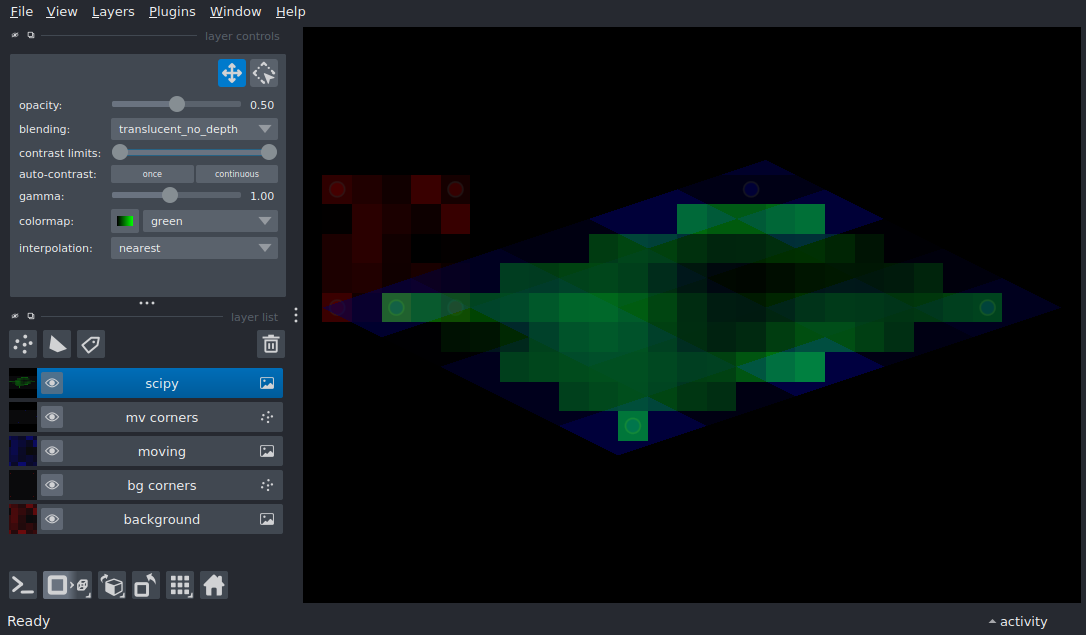 File View Layers Plugins Window Help
layer controls
opacity: 0.50
blending: translucent_no_depth
contrast limits:
auto-contrast: once continuous
gamma: 1.00
colormap: green
interpolation: nearest
layer list
scipy
mv corners
moving
bg corners
background
Ready
activity